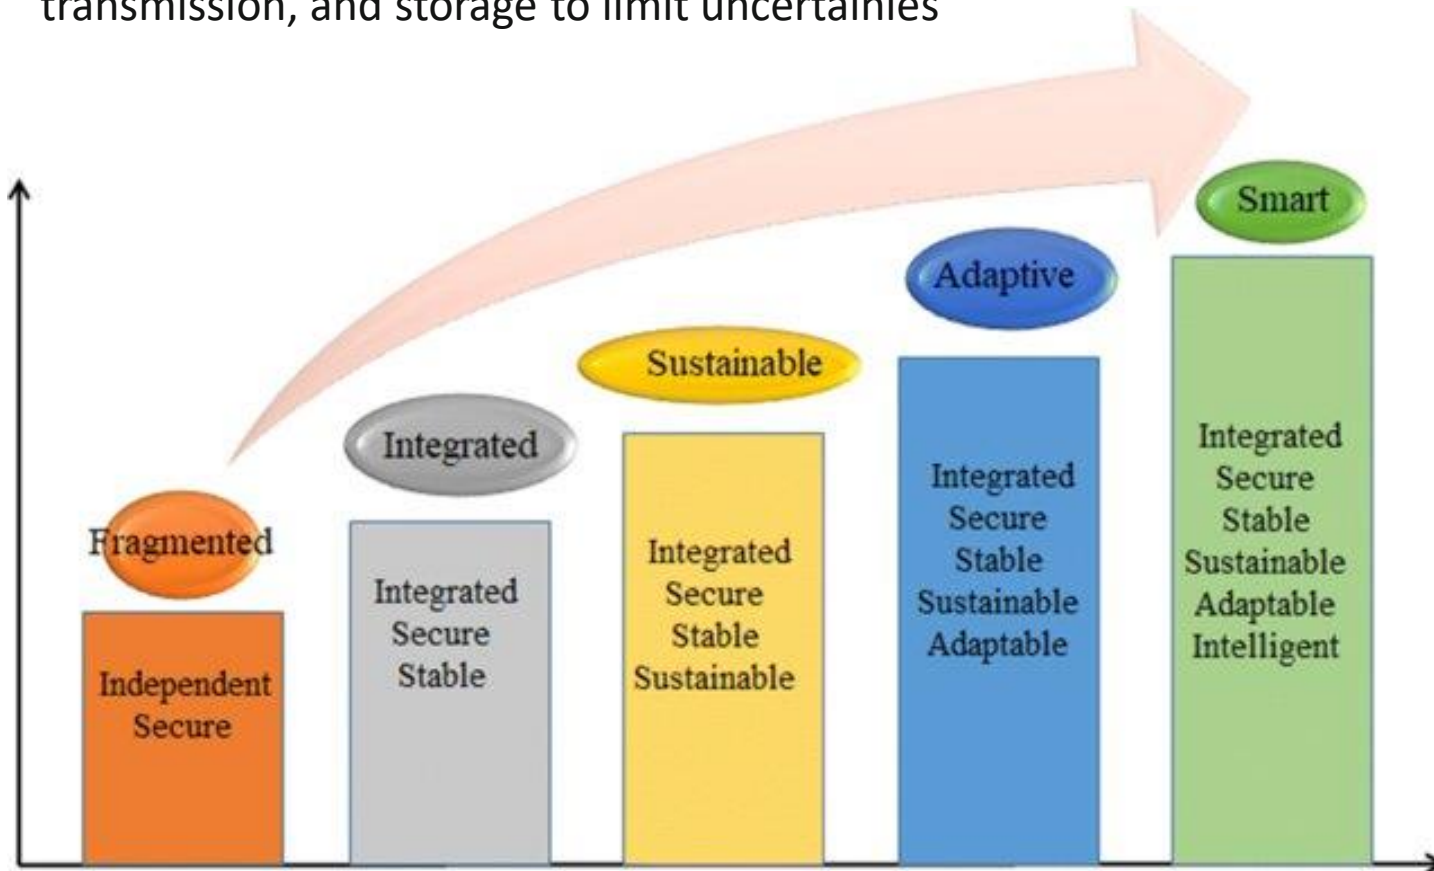 transmission, and storage to limit uncertainties
Smart
Adaptive
Sustainable
Integrated
Fragmented
Independent
Secure
Integrated
Secure
Stable
Integrated
Secure
Stable
Sustainable
Integrated
Secure
Stable
Sustainable
Adaptable
Integrated
Secure
Stable
Sustainable
Adaptable
Intelligent